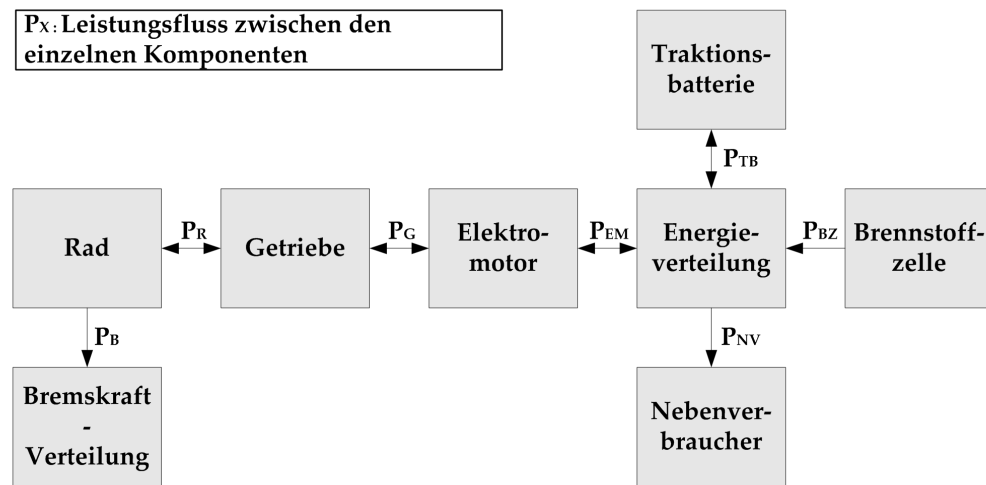 PX: Leistungsfluss zwischen den
einzelnen Komponenten
Traktions-
batterie
PTB
Rad
PR
Getriebe
PG
Elektro-
motor
PEM
Energie-
verteilung
PBZ
Brennstoff-
zelle
PB
PNV
Bremskraft
-
Verteilung
Nebenver-
braucher